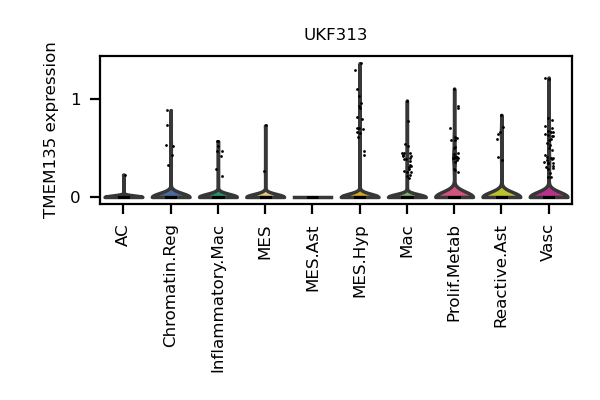 UKF313
TMEM135 expression
1
0
AC
Chromatin.Reg
Inflammatory.Mac
MES
MES.Ast
MES.Hyp
Mac
Prolif.Metab
Reactive.Ast
Vasc